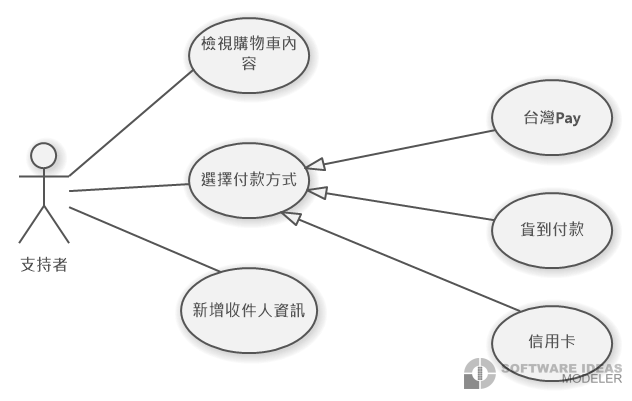 檢視購物車內
容
台灣Pay
選擇付款方式
貨到付款
支持者
新增收件人資訊
信用卡
SOFTWARE IDEAS
MODELER